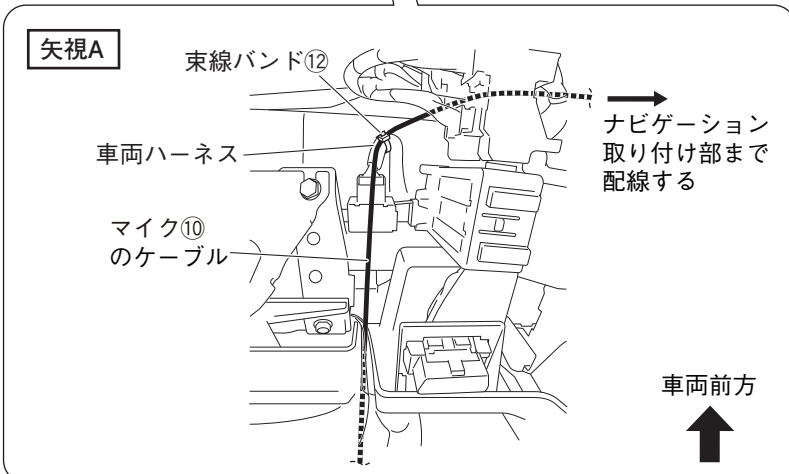 矢視A
束線バンド⑫
車両ハーネス
ナビゲーション
取り付け部まで
配線する
マイク⑩
のケーブル
車両前方